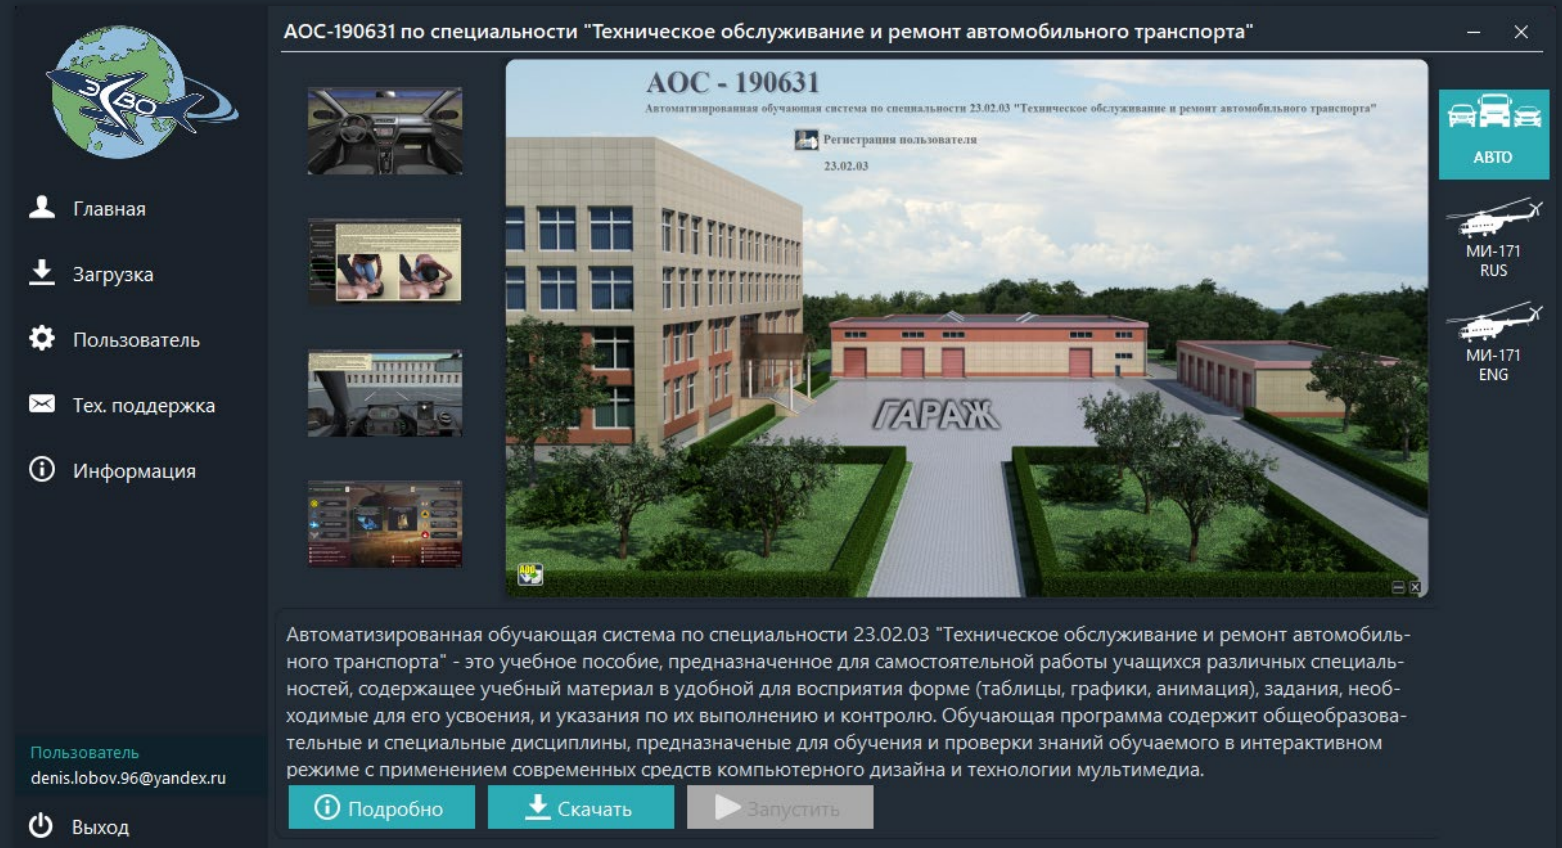 АОС-190631 по специальности "Техническое обслуживание и ремонт автомобильного транспорта"
ЭСВО
Главная
Загрузка
Пользователь
Тех. поддержка
Информация
Пользователь
denis.lobov.96@yandex.ru
Выход
АОС - 190631
Автоматизированная обучающая система по специальности 23.02.03 "Техническое обслуживание и ремонт автомобильного транспорта"
Регистрация пользователя
23.02.03
ГАРАЖ
АВТО
МИ-171
RUS
МИ-171
ENG
Автоматизированная обучающая система по специальности 23.02.03 "Техническое обслуживание и ремонт автомобиль-
ного транспорта" - это учебное пособие, предназначенное для самостоятельной работы учащихся различных специаль-
ностей, содержащее учебный материал в удобной для восприятия форме (таблицы, графики, анимация), задания, необ-
ходимые для его усвоения, и указания по их выполнению и контролю. Обучающая программа содержит общеобразова-
тельные и специальные дисциплины, предназначеные для обучения и проверки знаний обучаемого в интерактивном
режиме с применением современных средств компьютерного дизайна и технологии мультимедиа.
Подробно
Скачать
Запустить